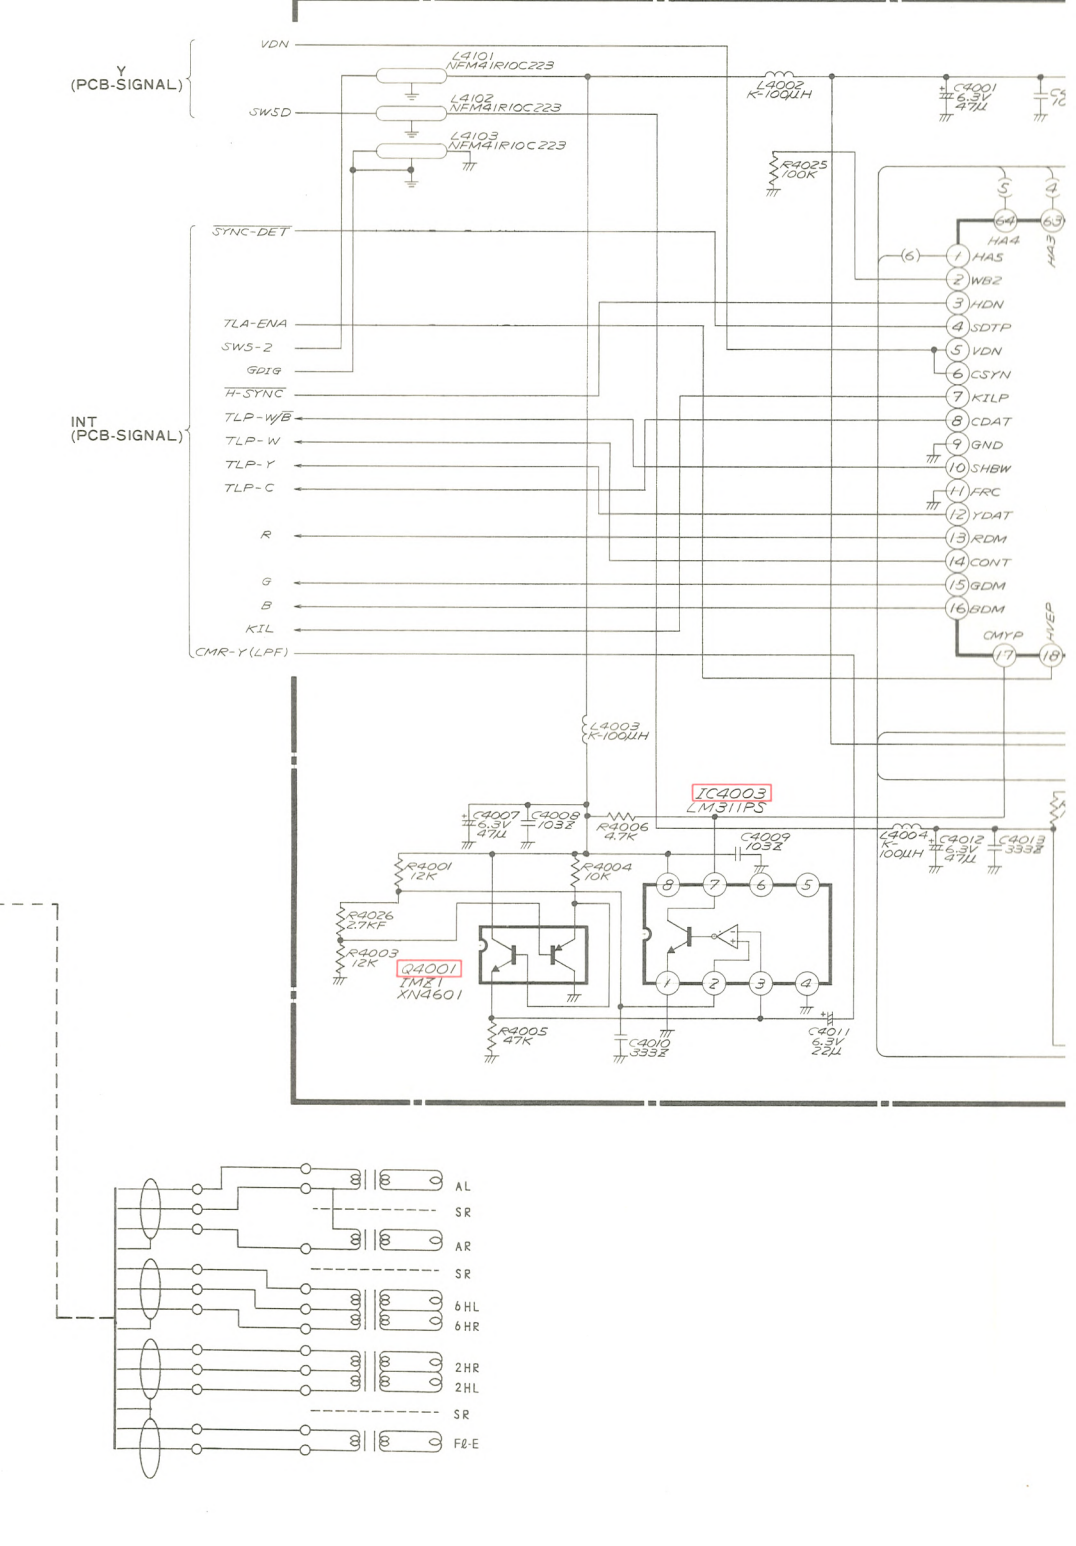 VDN
Y
(PCB-SIGNAL)
SW5D
L4101
NFM41R10C223
L4102
NFM41R10C223
L4103
NFM41R10C223
L4002
K-100µH
C4001
6.3V
47µ
R4025
100K
5
4
64
63
HA4
HA3
(6)
1 HA5
2 WB2
3 HDN
4 SDTP
5 VDN
6 CSYN
7 KILP
8 CDAT
9 GND
10 SHBW
11 FRC
12 YDAT
13 RDM
14 CONT
15 GDM
16 BDM
CMYP
17
HVEP
18
SYNC-DET
TLA-ENA
SW5-2
GDIG
H-SYNC
INT
(PCB-SIGNAL)
TLP-W/B
TLP-W
TLP-Y
TLP-C
R
G
B
KIL
CMR-Y(LPF)
L4003
K-100µH
IC4003
LM311PS
C4007
6.3V
47µ
C4008
103Z
R4006
4.7K
C4009
103Z
L4004
K-
100µH
C4012
6.3V
47µ
C4013
333Z
R4001
12K
R4004
10K
8 7 6 5
R4026
2.7KF
R4003
12K
Q4001
IMZ1
XN4601
1 2 3 4
R4005
47K
C4010
333Z
C4011
6.3V
22µ
AL
SR
AR
SR
6HL
6HR
2HR
2HL
SR
Fℓ-E